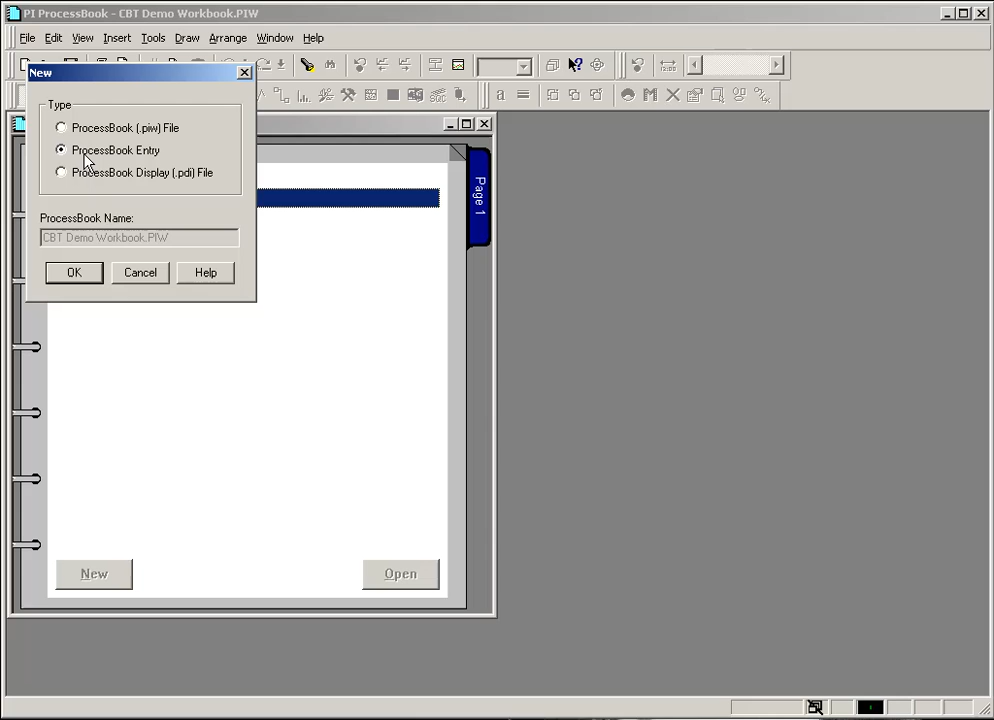 PI ProcessBook - CBT Demo Workbook.PIW
File Edit View Insert Tools Draw Arrange Window Help
New
Type
ProcessBook (.piw) File
ProcessBook Entry
ProcessBook Display (.pdi) File
ProcessBook Name:
CBT Demo Workbook.PIW
OK Cancel Help
Page 1
New Open